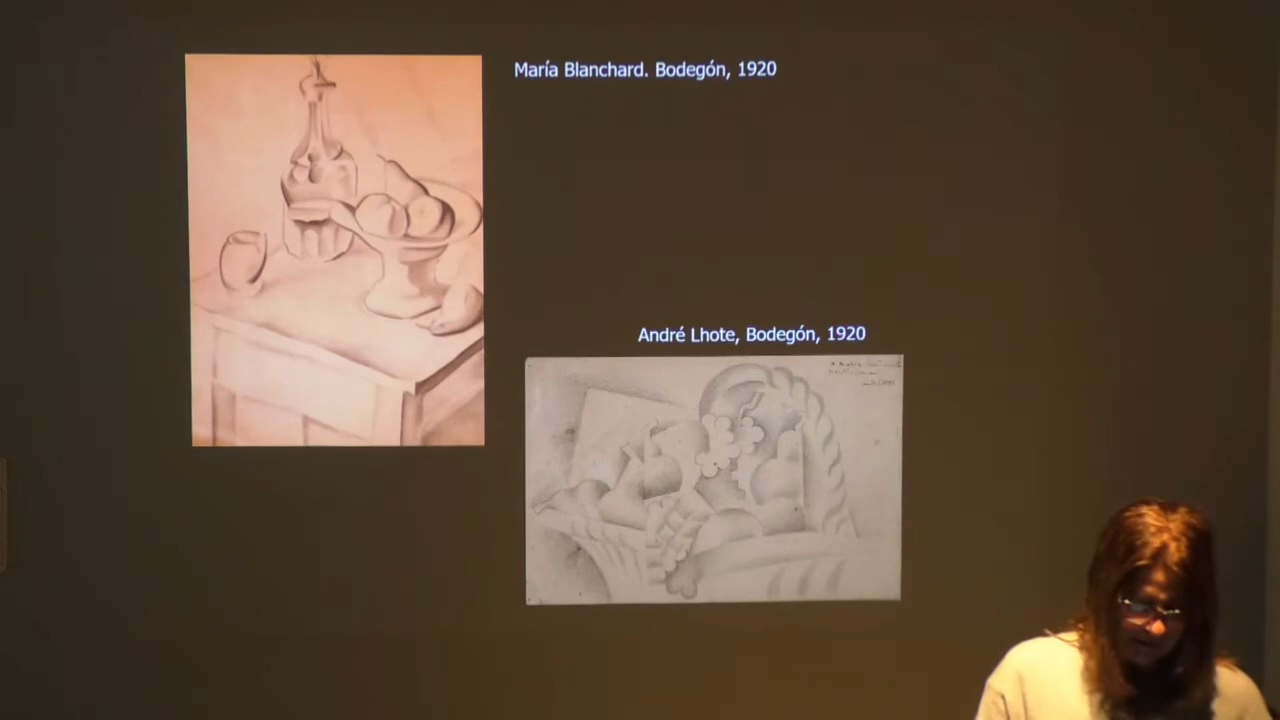 María Blanchard. Bodegón, 1920
André Lhote, Bodegón, 1920